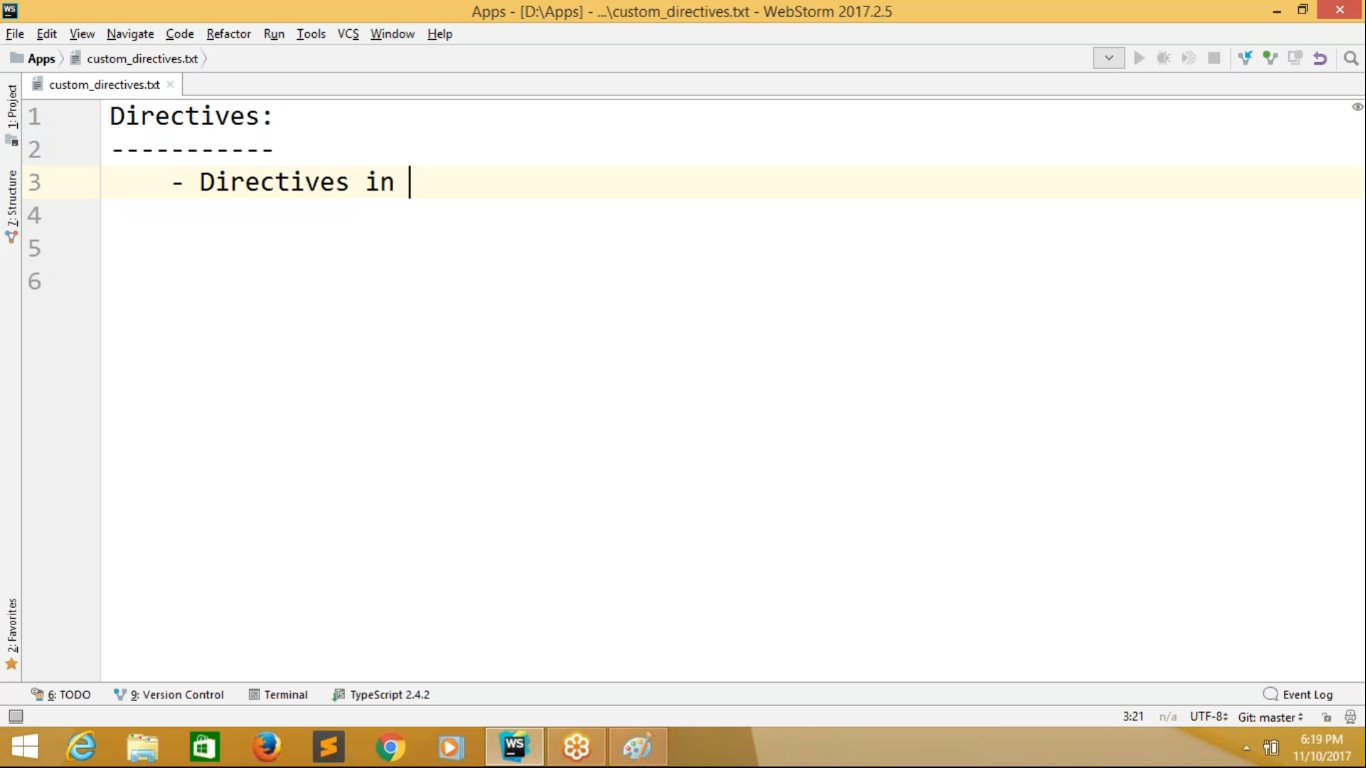 Apps - [D:\Apps] - ...\custom_directives.txt - WebStorm 2017.2.5
File Edit View Navigate Code Refactor Run Tools VCS Window Help
Apps custom_directives.txt
custom_directives.txt
1: Project
7: Structure
2: Favorites
1 Directives:
2 -----------
3 - Directives in
4
5
6
6: TODO 9: Version Control Terminal TypeScript 2.4.2 Event Log
3:21 n/a UTF-8 Git: master
WS
6:19 PM
11/10/2017